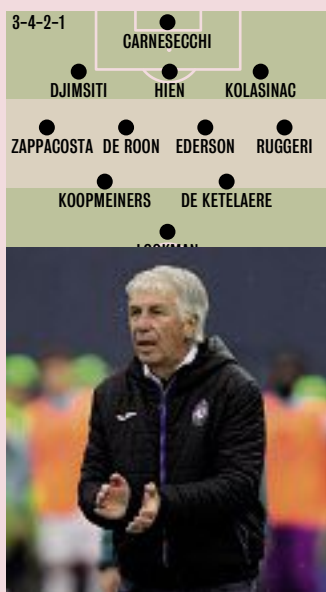 3-4-2-1
CARNESECCHI
DJIMSITI HIEN KOLASINAC
ZAPPACOSTA DE ROON EDERSON RUGGERI
KOOPMEINERS DE KETELAERE